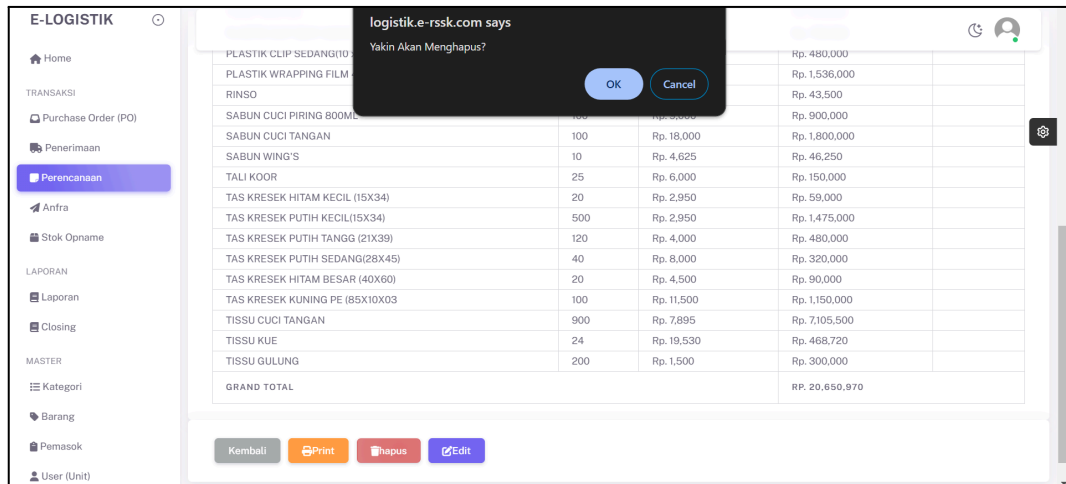 E-LOGISTIK
Home
TRANSAKSI
Purchase Order (PO)
Penerimaan
Perencanaan
Anfra
Stok Opname
LAPORAN
Laporan
Closing
MASTER
Kategori
Barang
Pemasok
User (Unit)
logistik.e-rssk.com says
Yakin Akan Menghapus?
OK Cancel
PLASTIK CLIP SEDANG(10 Rp. 480,000
PLASTIK WRAPPING FILM Rp. 1,536,000
RINSO Rp. 43,500
SABUN CUCI PIRING 800ML Rp. 900,000
SABUN CUCI TANGAN 100 Rp. 18,000 Rp. 1,800,000
SABUN WING'S 10 Rp. 4,625 Rp. 46,250
TALI KOOR 25 Rp. 6,000 Rp. 150,000
TAS KRESEK HITAM KECIL (15X34) 20 Rp. 2,950 Rp. 59,000
TAS KRESEK PUTIH KECIL(15X34) 500 Rp. 2,950 Rp. 1,475,000
TAS KRESEK PUTIH TANGG (21X39) 120 Rp. 4,000 Rp. 480,000
TAS KRESEK PUTIH SEDANG(28X45) 40 Rp. 8,000 Rp. 320,000
TAS KRESEK HITAM BESAR (40X60) 20 Rp. 4,500 Rp. 90,000
TAS KRESEK KUNING PE (85X10X03 100 Rp. 11,500 Rp. 1,150,000
TISSU CUCI TANGAN 900 Rp. 7,895 Rp. 7,105,500
TISSU KUE 24 Rp. 19,530 Rp. 468,720
TISSU GULUNG 200 Rp. 1,500 Rp. 300,000
GRAND TOTAL RP. 20,650,970
Kembali Print hapus Edit